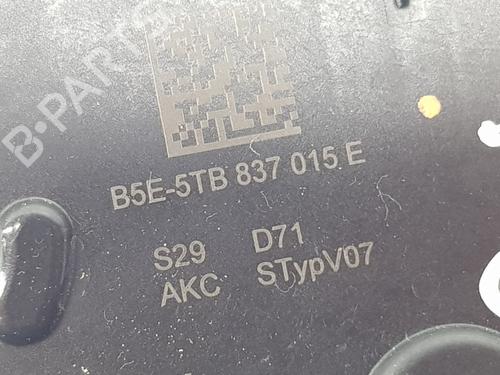 B-PARTS
B5E-5TB 837 015 E
S29 D71
AKC STypV07